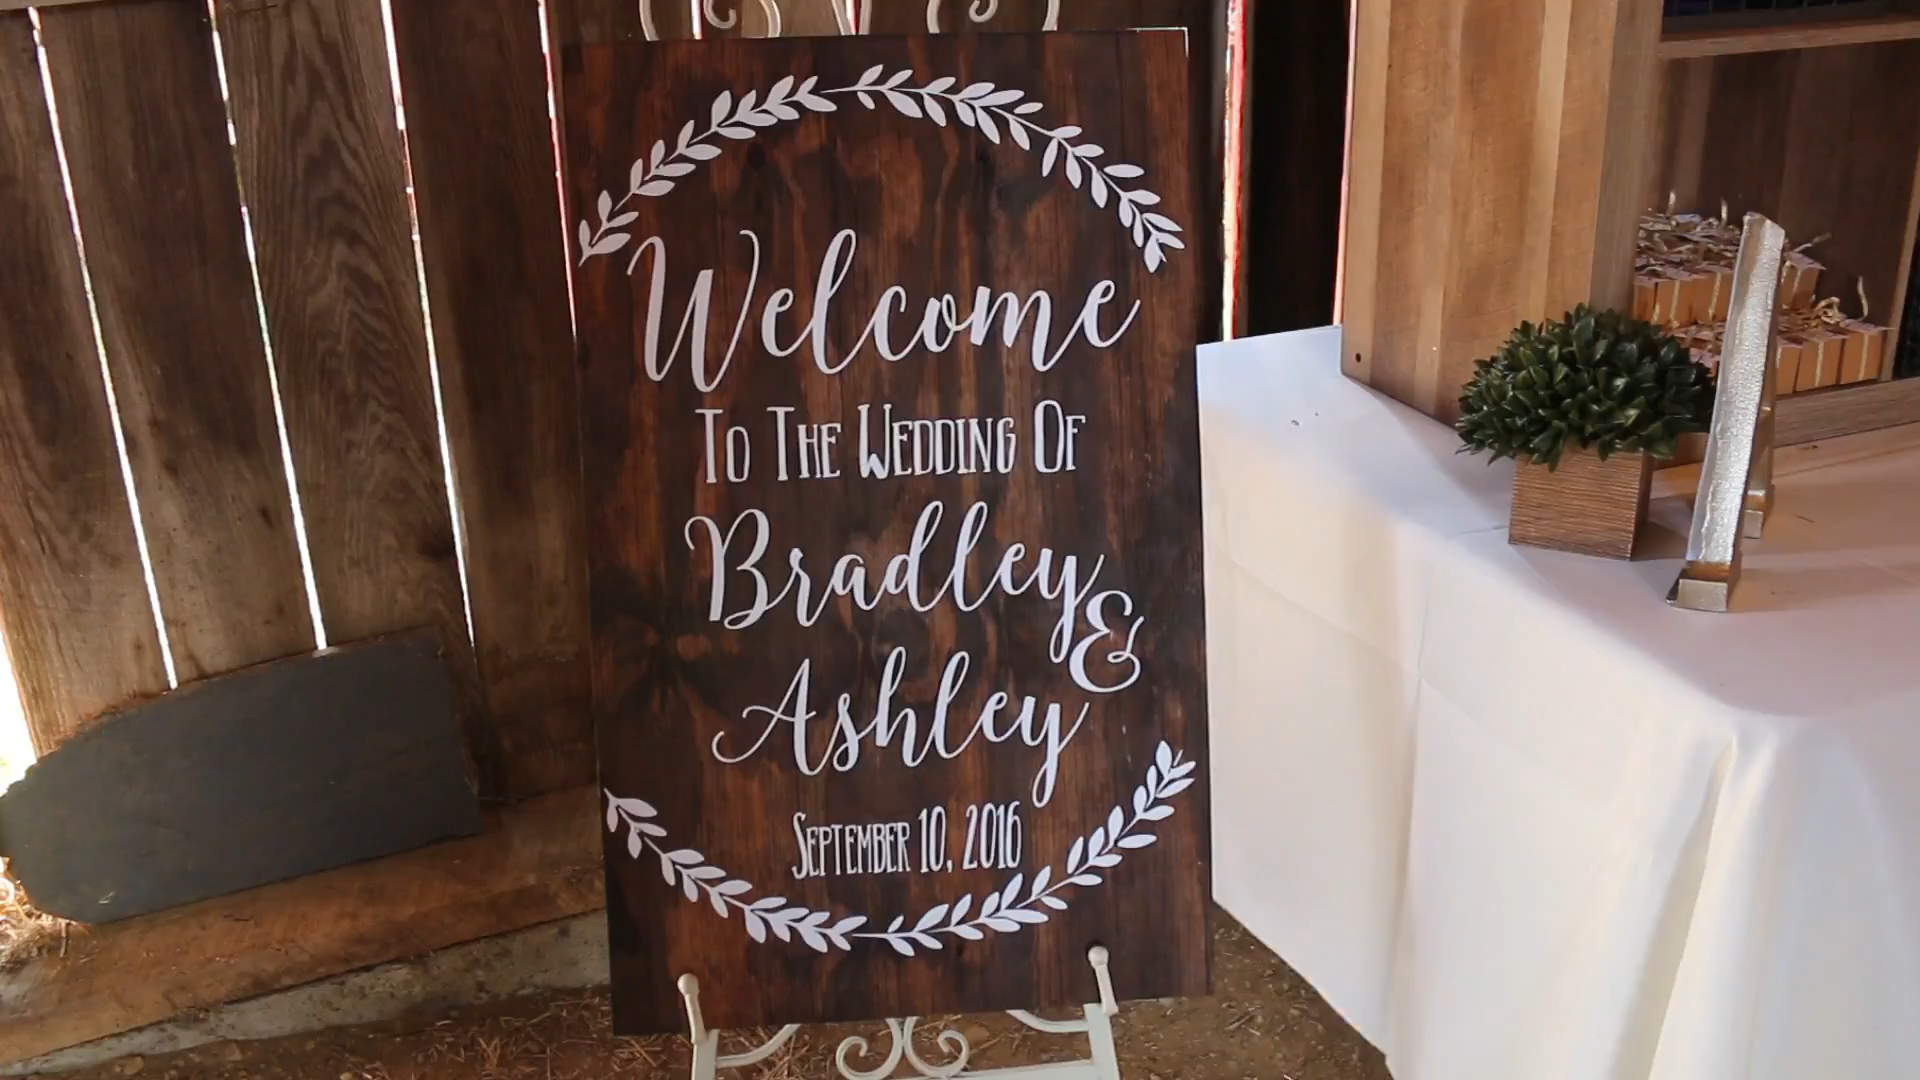 Welcome
To The Wedding Of
Bradley
&
Ashley
September 10, 2016